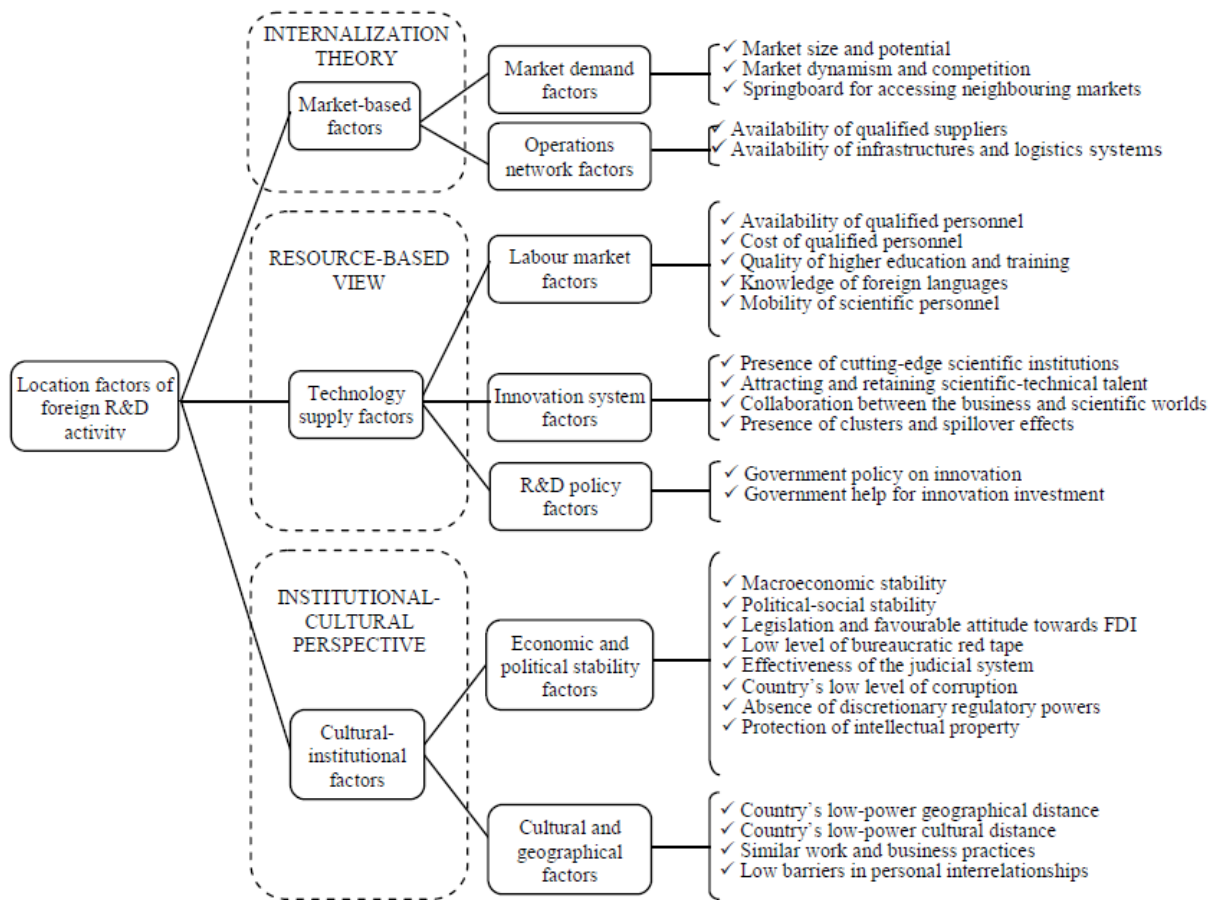 INTERNALIZATION
THEORY
Market-based
factors
Market demand
factors
✓ Market size and potential
✓ Market dynamism and competition
✓ Springboard for accessing neighbouring markets
Operations
network factors
✓ Availability of qualified suppliers
✓ Availability of infrastructures and logistics systems
RESOURCE-BASED
VIEW
Labour market
factors
✓ Availability of qualified personnel
✓ Cost of qualified personnel
✓ Quality of higher education and training
✓ Knowledge of foreign languages
✓ Mobility of scientific personnel
Location factors of
foreign R&D
activity
Technology
supply factors
Innovation system
factors
✓ Presence of cutting-edge scientific institutions
✓ Attracting and retaining scientific-technical talent
✓ Collaboration between the business and scientific worlds
✓ Presence of clusters and spillover effects
R&D policy
factors
✓ Government policy on innovation
✓ Government help for innovation investment
INSTITUTIONAL-
CULTURAL
PERSPECTIVE
Cultural-
institutional
factors
Economic and
political stability
factors
✓ Macroeconomic stability
✓ Political-social stability
✓ Legislation and favourable attitude towards FDI
✓ Low level of bureaucratic red tape
✓ Effectiveness of the judicial system
✓ Country's low level of corruption
✓ Absence of discretionary regulatory powers
✓ Protection of intellectual property
Cultural and
geographical
factors
✓ Country's low-power geographical distance
✓ Country's low-power cultural distance
✓ Similar work and business practices
✓ Low barriers in personal interrelationships